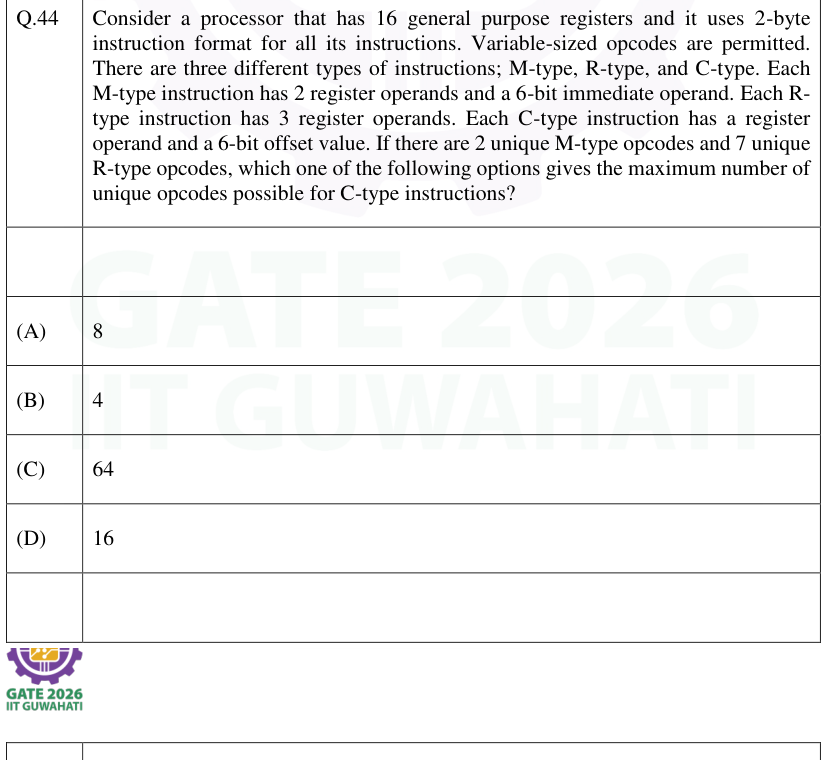 Q.44
Consider a processor that has 16 general purpose registers and it uses 2-byte
instruction format for all its instructions. Variable-sized opcodes are permitted.
There are three different types of instructions; M-type, R-type, and C-type. Each
M-type instruction has 2 register operands and a 6-bit immediate operand. Each R-
type instruction has 3 register operands. Each C-type instruction has a register
operand and a 6-bit offset value. If there are 2 unique M-type opcodes and 7 unique
R-type opcodes, which one of the following options gives the maximum number of
unique opcodes possible for C-type instructions?
GATE 2026
IIT GUWAHATI
(A) 8
(B) 4
(C) 64
(D) 16
GATE 2026
IIT GUWAHATI